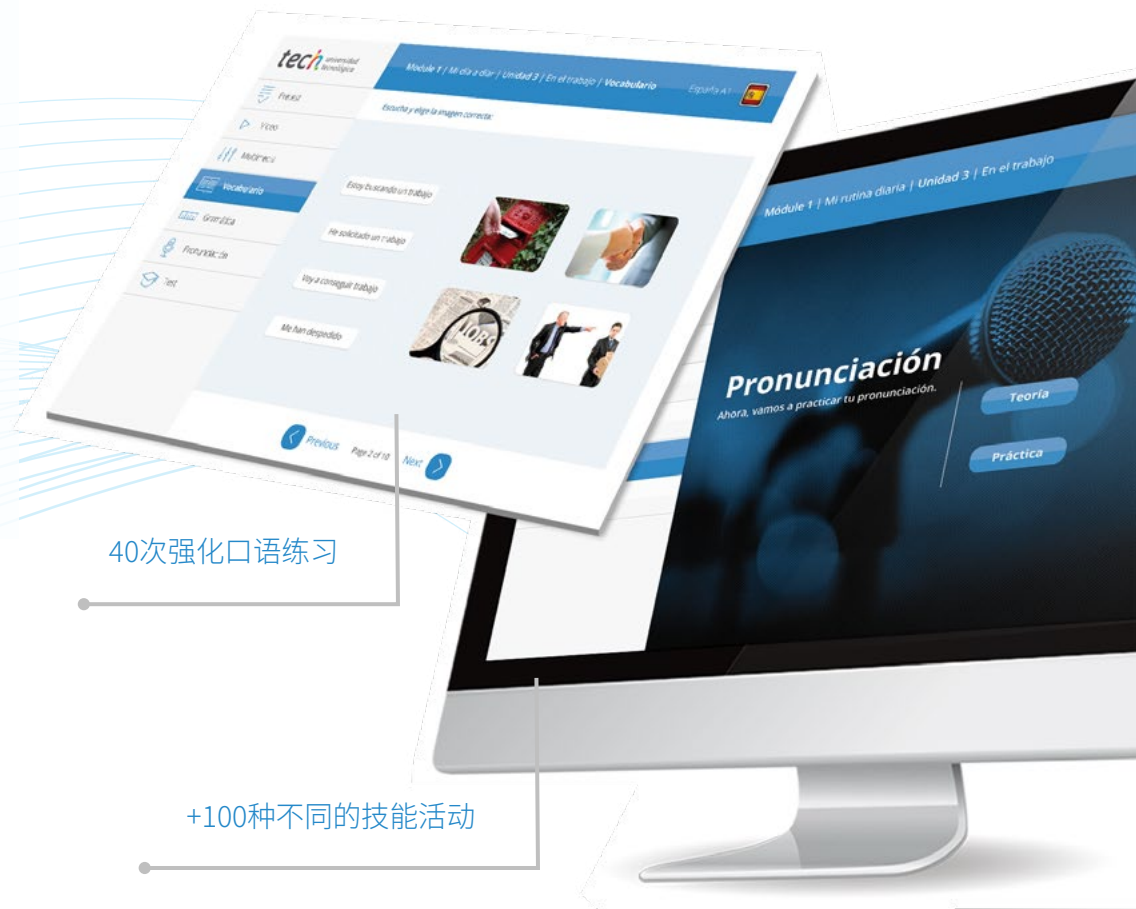 tech universidad
tecnológica
Module 1 | Mi día a día | Unidad 3 | En el trabajo | Vocabulario
España A1
Pretest
Escucha y elige la imagen correcta:
Vídeo
Multimedia
Vocabulario
Gramática
Pronunciación
Test
Estoy buscando un trabajo
He solicitado un trabajo
Voy a conseguir trabajo
Me han despedido
JOBS
Previous
Page 2 of 10
Next
Módule 1 | Mi rutina diaria | Unidad 3 | En el trabajo
Pronunciación
Ahora, vamos a practicar tu pronunciación.
Teoría
Práctica
40次强化口语练习
+100种不同的技能活动